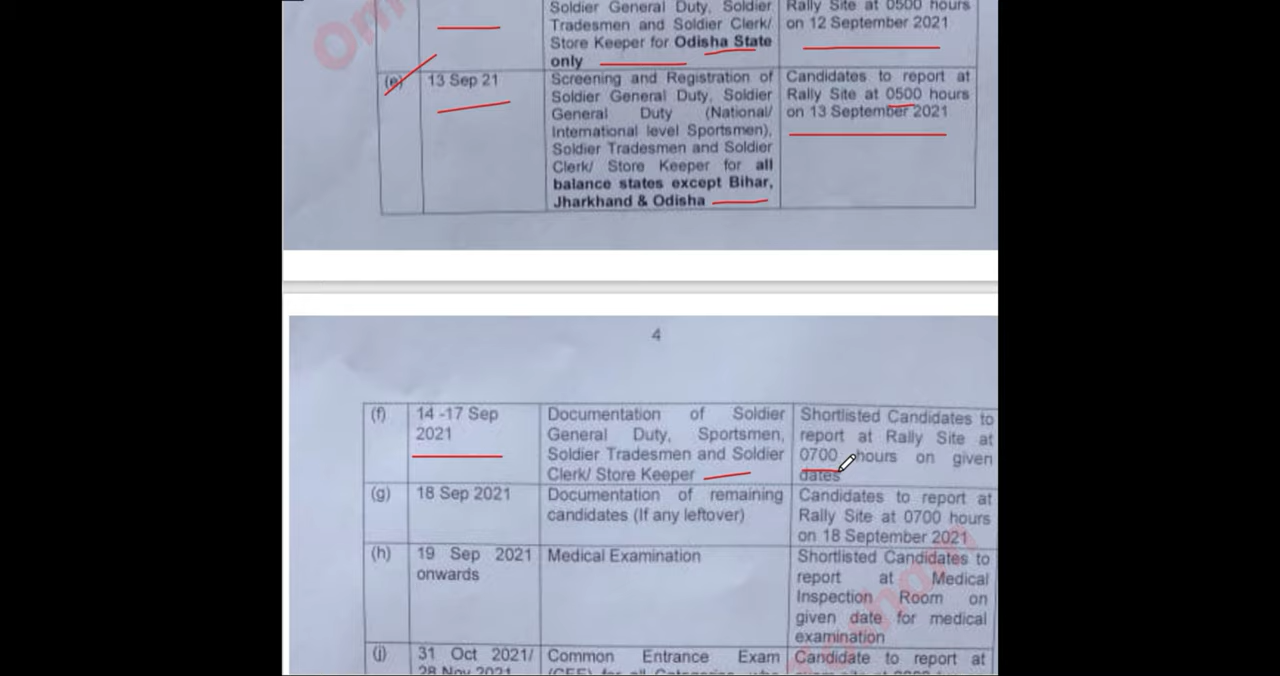 Soldier General Duty, Soldier
Tradesmen and Soldier Clerk/
Store Keeper for Odisha State
only
Rally Site at 0500 hours
on 12 September 2021
(e)
13 Sep 21
Screening and Registration of
Soldier General Duty, Soldier
General Duty (National/
International level Sportsmen),
Soldier Tradesmen and Soldier
Clerk/ Store Keeper for all
balance states except Bihar,
Jharkhand & Odisha
Candidates to report at
Rally Site at 0500 hours
on 13 September 2021
4
(f)
14 -17 Sep
2021
Documentation of Soldier
General Duty, Sportsmen,
Soldier Tradesmen and Soldier
Clerk/ Store Keeper
Shortlisted Candidates to
report at Rally Site at
0700 hours on given
dates
(g)
18 Sep 2021
Documentation of remaining
candidates (If any leftover)
Candidates to report at
Rally Site at 0700 hours
on 18 September 2021
(h)
19 Sep 2021
onwards
Medical Examination
Shortlisted Candidates to
report at Medical
Inspection Room on
given date for medical
examination
(j)
31 Oct 2021/
28 Nov 2021
Common Entrance Exam
(CEE) for all Categories who
Candidate to report at